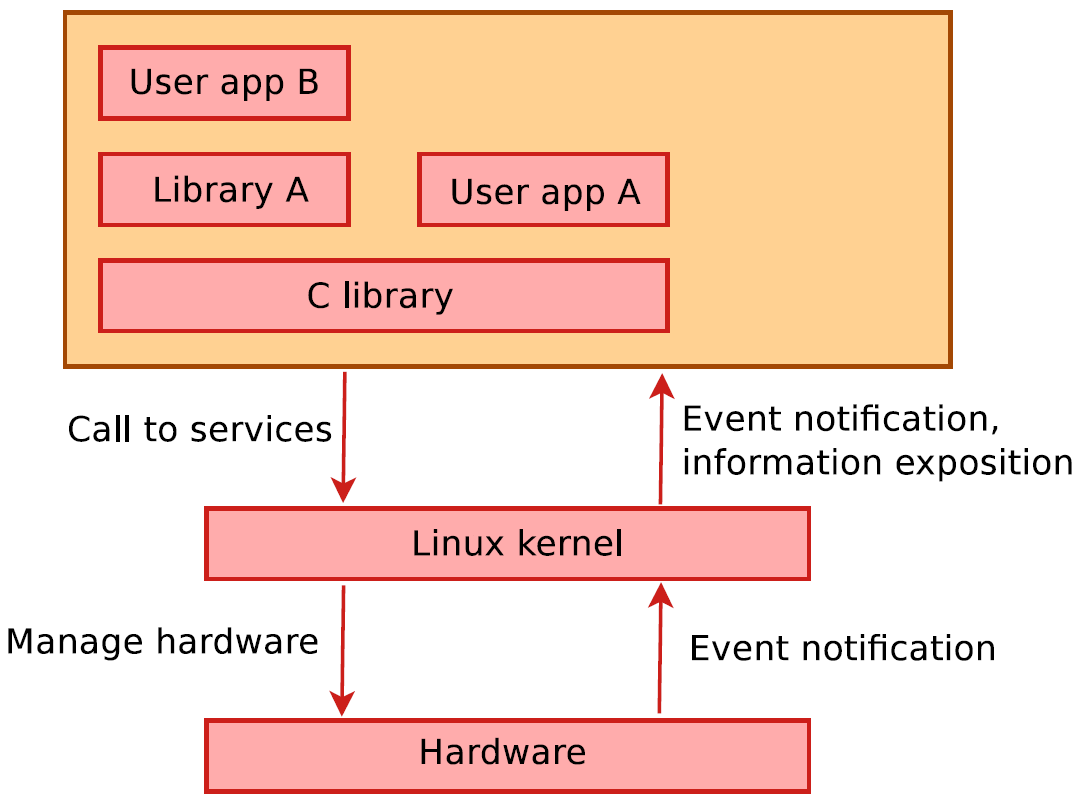 User app B
Library A
User app A
C library
Call to services
Event notification,
information exposition
Linux kernel
Manage hardware
Event notification
Hardware